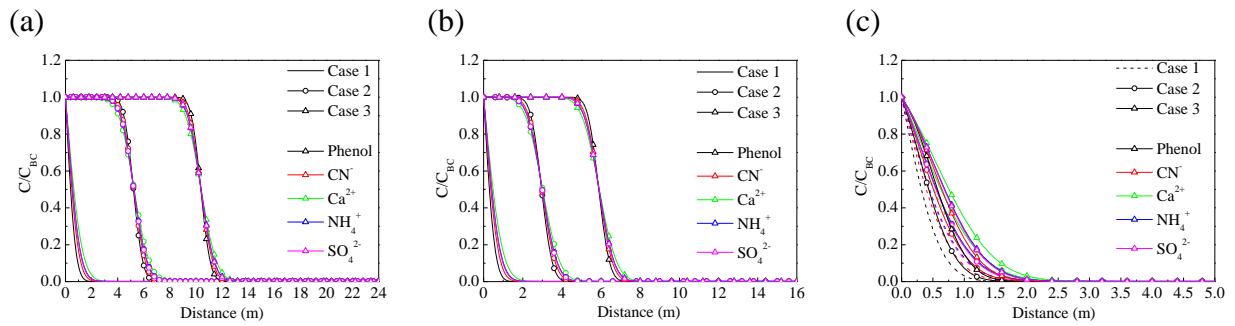 (a)
1.2
1.0
0.8
0.6
0.4
0.2
0.0
C/C_BC
0 2 4 6 8 10 12 14 16 18 20 22 24
Distance (m)
Case 1
Case 2
Case 3
Phenol
CN⁻
Ca²⁺
NH₄⁺
SO₄²⁻
(b)
1.2
1.0
0.8
0.6
0.4
0.2
0.0
C/C_BC
0 2 4 6 8 10 12 14 16
Distance (m)
Case 1
Case 2
Case 3
Phenol
CN⁻
Ca²⁺
NH₄⁺
SO₄²⁻
(c)
1.2
1.0
0.8
0.6
0.4
0.2
0.0
C/C_BC
0.0 0.5 1.0 1.5 2.0 2.5 3.0 3.5 4.0 4.5 5.0
Distance (m)
Case 1
Case 2
Case 3
Phenol
CN⁻
Ca²⁺
NH₄⁺
SO₄²⁻